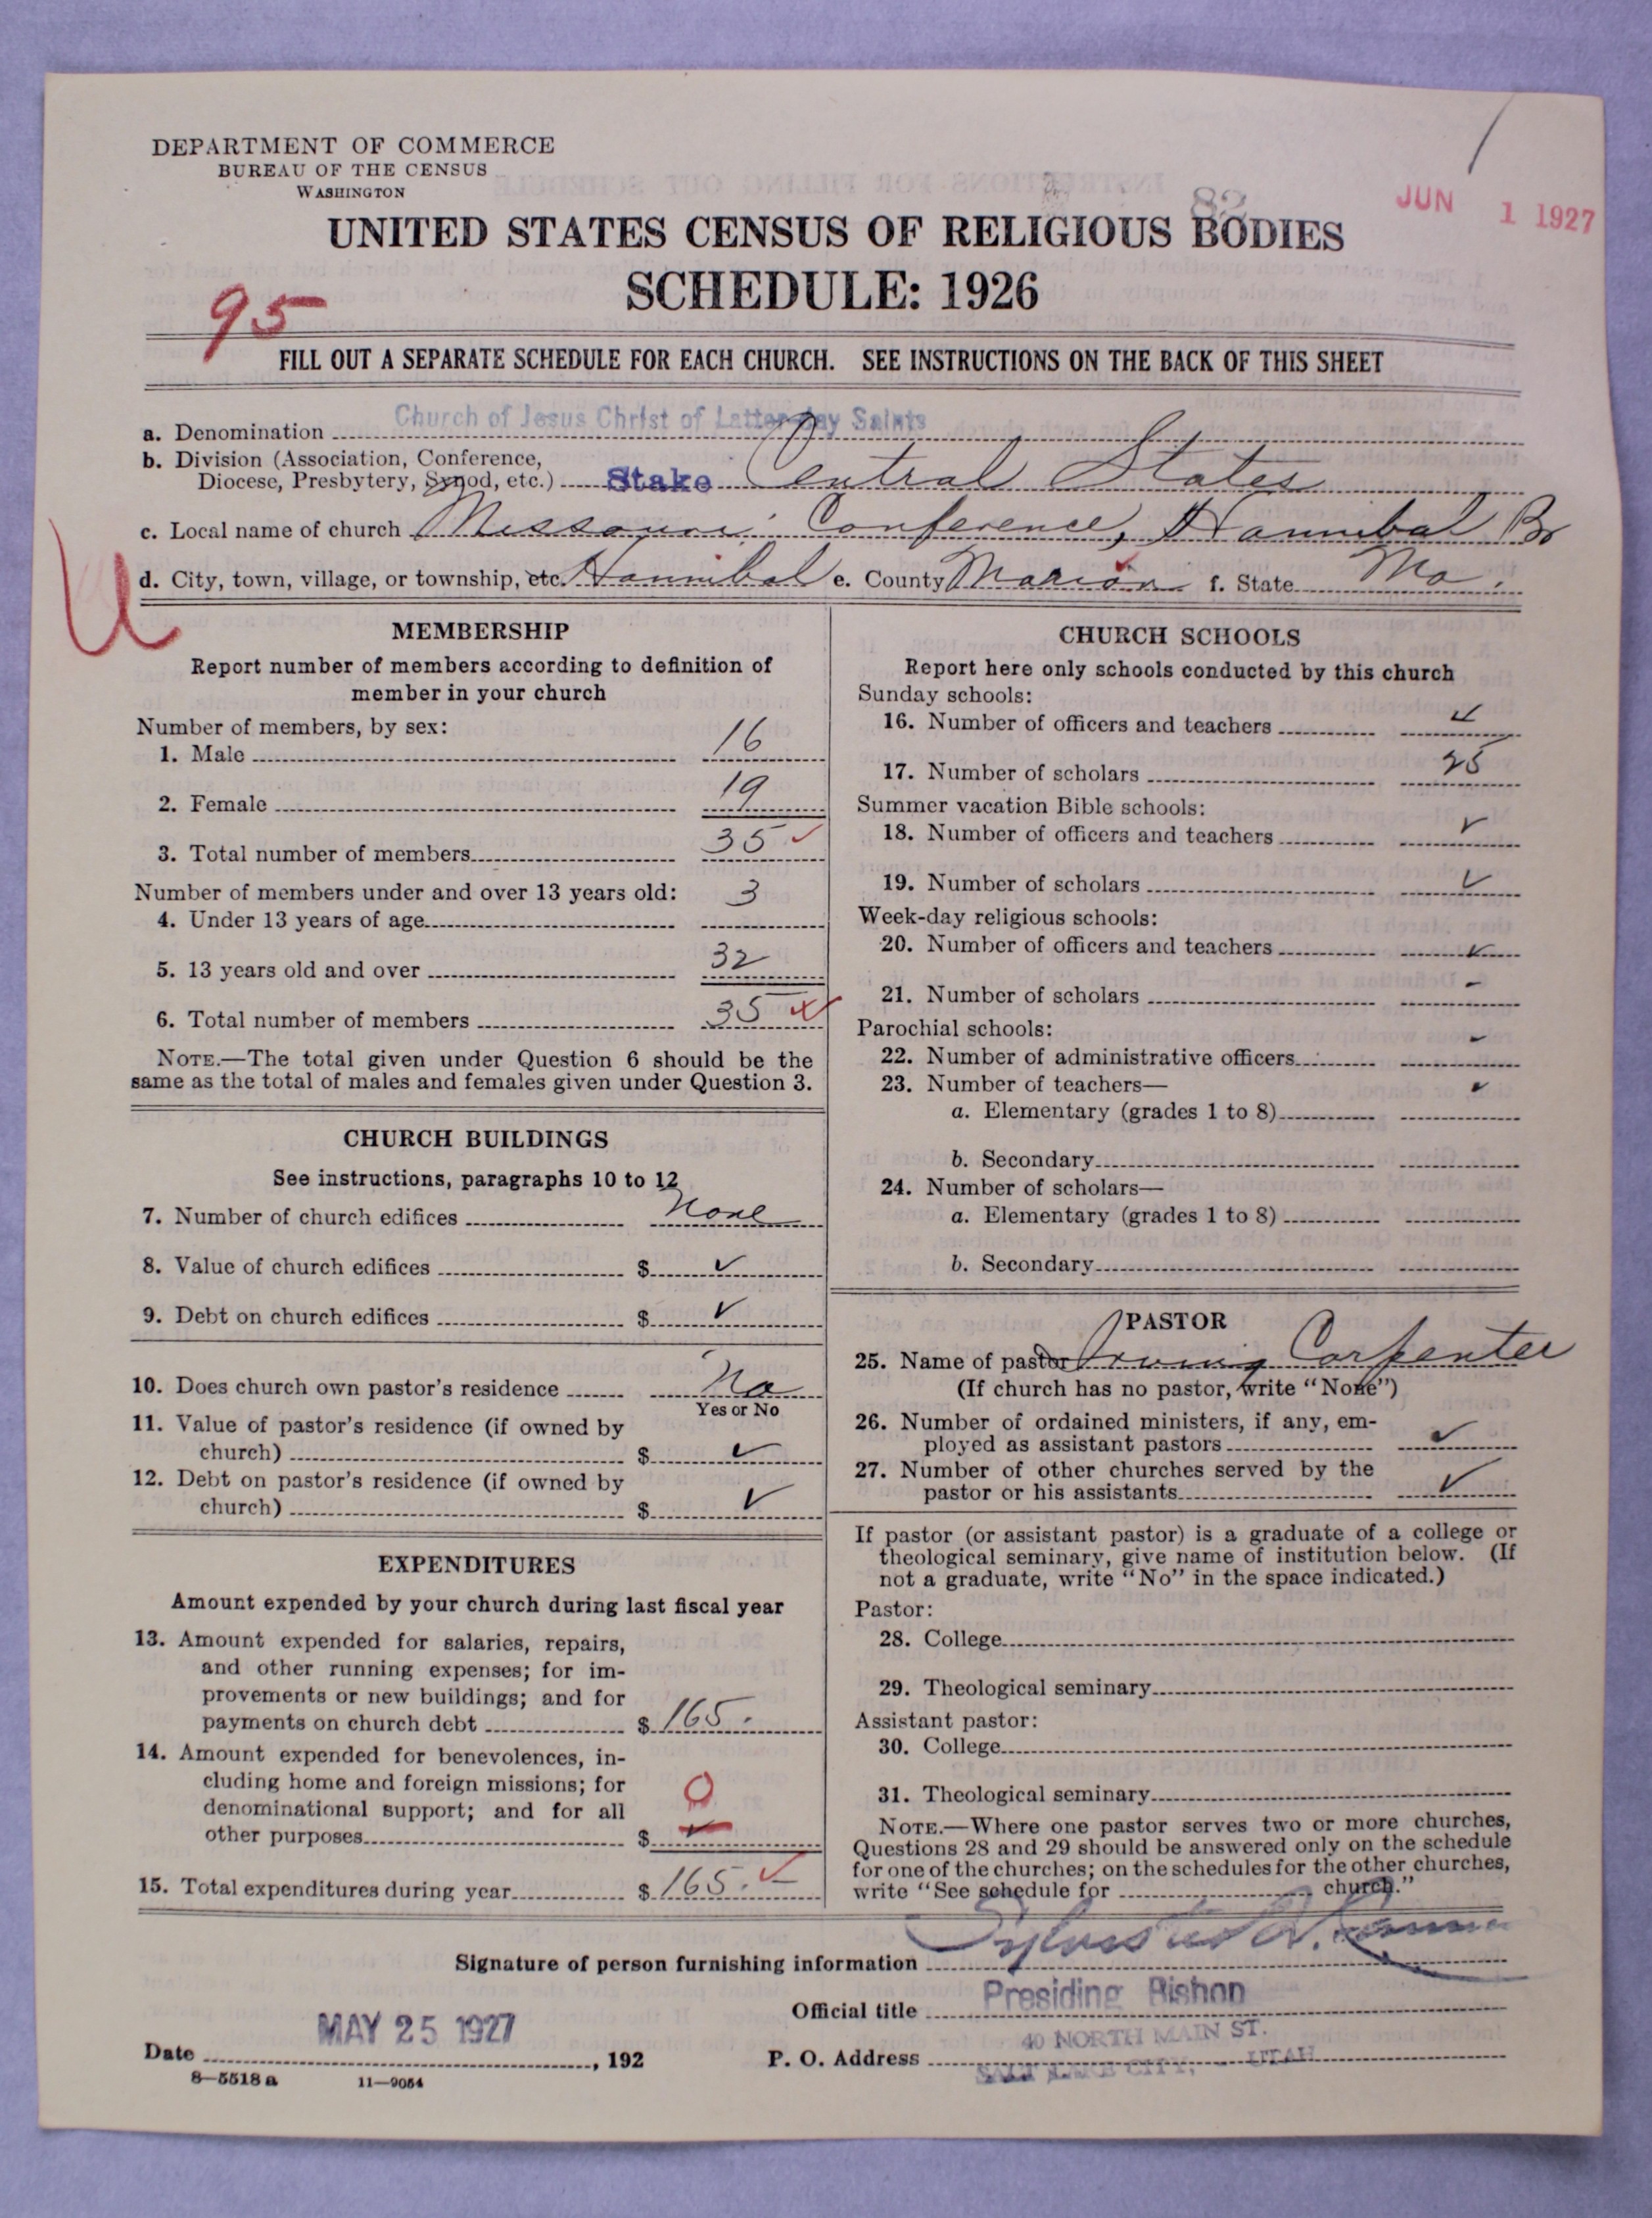 DEPARTMENT OF COMMERCE
BUREAU OF THE CENSUS
WASHINGTON
JUN 1 1927
82
UNITED STATES CENSUS OF RELIGIOUS BODIES
SCHEDULE: 1926
95
FILL OUT A SEPARATE SCHEDULE FOR EACH CHURCH. SEE INSTRUCTIONS ON THE BACK OF THIS SHEET
a. Denomination Church of Jesus Christ of Latter-day Saints
b. Division (Association, Conference,
Diocese, Presbytery, Synod, etc.) Stake Central States
c. Local name of church Missouri Conference, Hannibal Br
d. City, town, village, or township, etc. Hannibal e. County Marion f. State Mo.
MEMBERSHIP
Report number of members according to definition of
member in your church
Number of members, by sex:
1. Male 16
2. Female 19
3. Total number of members 35 ✓
Number of members under and over 13 years old:
4. Under 13 years of age 3
5. 13 years old and over 32
6. Total number of members 35
NOTE.—The total given under Question 6 should be the
same as the total of males and females given under Question 3.
CHURCH BUILDINGS
See instructions, paragraphs 10 to 12
7. Number of church edifices None
8. Value of church edifices $ ✓
9. Debt on church edifices $ ✓
10. Does church own pastor's residence No
Yes or No
11. Value of pastor's residence (if owned by
church) $ ✓
12. Debt on pastor's residence (if owned by
church) $ ✓
EXPENDITURES
Amount expended by your church during last fiscal year
13. Amount expended for salaries, repairs,
and other running expenses; for im-
provements or new buildings; and for
payments on church debt $ 165.
14. Amount expended for benevolences, in-
cluding home and foreign missions; for
denominational support; and for all 0
other purposes $ ✓
15. Total expenditures during year $ 165. ✓
CHURCH SCHOOLS
Report here only schools conducted by this church
Sunday schools:
16. Number of officers and teachers 4
17. Number of scholars 25
Summer vacation Bible schools:
18. Number of officers and teachers ✓
19. Number of scholars ✓
Week-day religious schools:
20. Number of officers and teachers ✓
21. Number of scholars -
Parochial schools:
22. Number of administrative officers -
23. Number of teachers— ✓
a. Elementary (grades 1 to 8)
b. Secondary
24. Number of scholars—
a. Elementary (grades 1 to 8)
b. Secondary
PASTOR
25. Name of pastor Irving Carpenter
(If church has no pastor, write "None")
26. Number of ordained ministers, if any, em-
ployed as assistant pastors ✓
27. Number of other churches served by the
pastor or his assistants ✓
If pastor (or assistant pastor) is a graduate of a college or
theological seminary, give name of institution below. (If
not a graduate, write "No" in the space indicated.)
Pastor:
28. College
29. Theological seminary
Assistant pastor:
30. College
31. Theological seminary
NOTE.—Where one pastor serves two or more churches,
Questions 28 and 29 should be answered only on the schedule
for one of the churches; on the schedules for the other churches,
write "See schedule for church."
Signature of person furnishing information Sylvester Q. Cannon
Official title Presiding Bishop
MAY 25 1927
40 NORTH MAIN ST.
Date , 192 P. O. Address SALT LAKE CITY, - UTAH
8—5518 a 11—9054